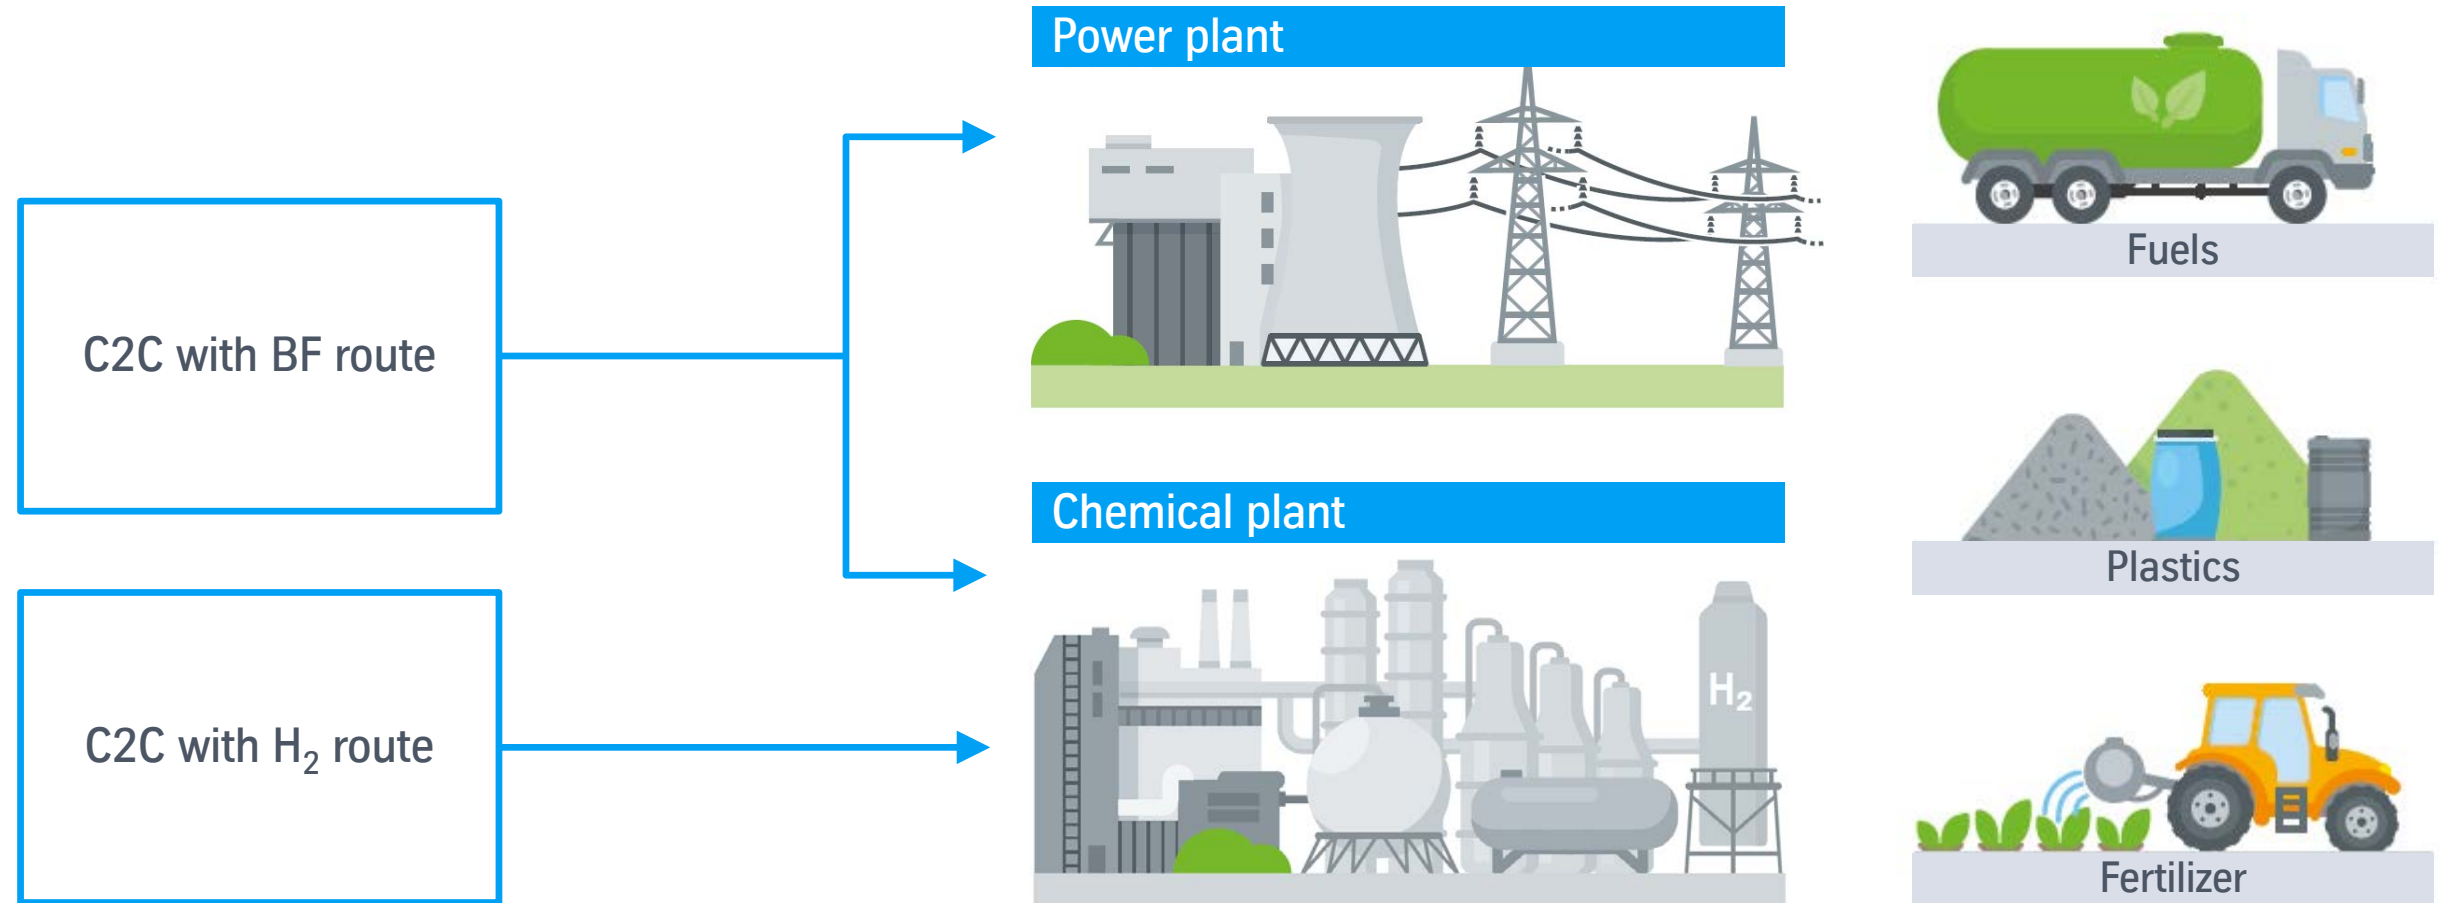 Power plant
Fuels
C2C with BF route
Chemical plant
Plastics
C2C with H₂ route
H₂
Fertilizer